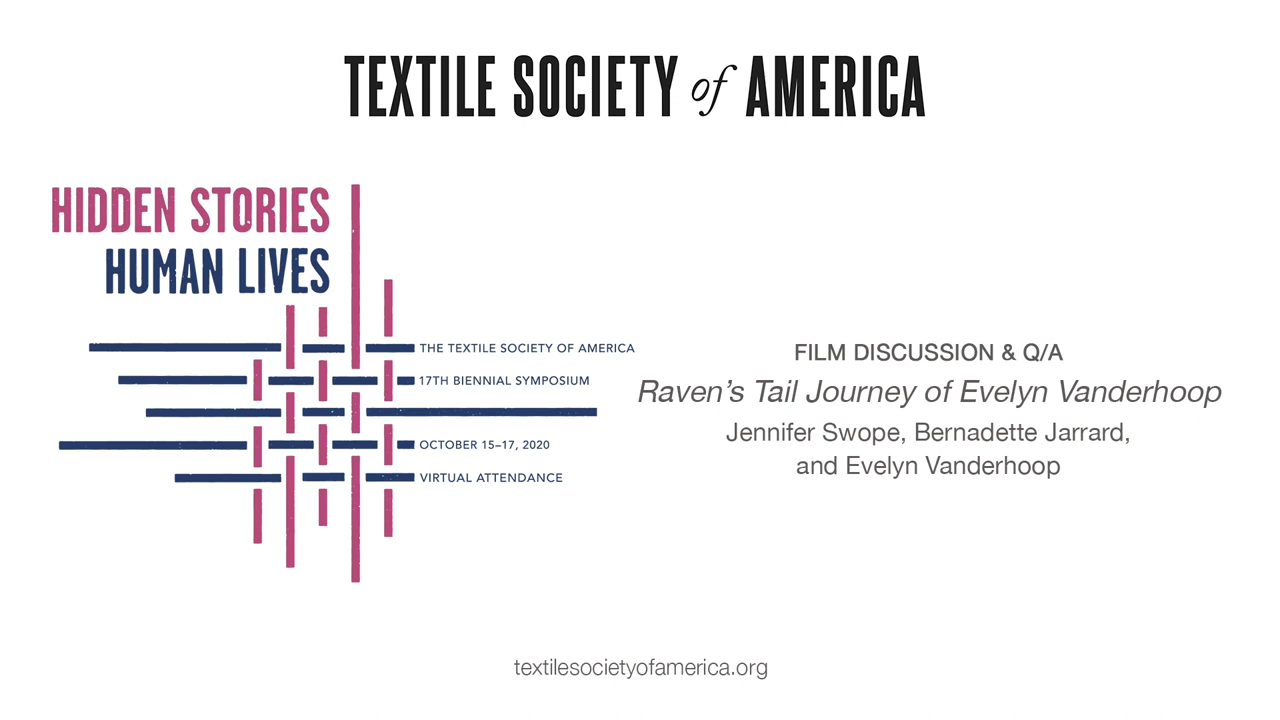 TEXTILE SOCIETY of AMERICA
HIDDEN STORIES
HUMAN LIVES
THE TEXTILE SOCIETY OF AMERICA
17TH BIENNIAL SYMPOSIUM
OCTOBER 15–17, 2020
VIRTUAL ATTENDANCE
FILM DISCUSSION & Q/A
Raven’s Tail Journey of Evelyn Vanderhoop
Jennifer Swope, Bernadette Jarrard,
and Evelyn Vanderhoop
textilesocietyofamerica.org